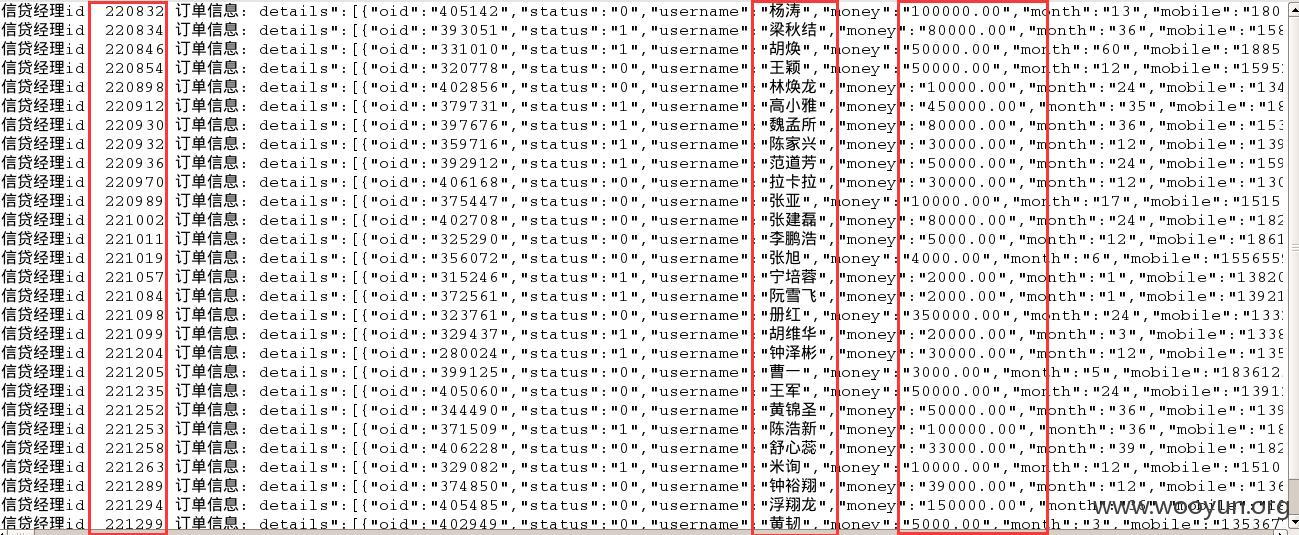 信贷经理id 220832 订单信息: details":[{"oid":"405142","status":"0","username":"杨涛","money":"100000.00","month":"13","mobile":"180
信贷经理id 220834 订单信息: details":[{"oid":"393051","status":"1","username":"梁秋结","money":"80000.00","month":"36","mobile":"158
信贷经理id 220846 订单信息: details":[{"oid":"331010","status":"1","username":"胡焕","money":"50000.00","month":"60","mobile":"1885
信贷经理id 220854 订单信息: details":[{"oid":"320778","status":"0","username":"王颖","money":"50000.00","month":"12","mobile":"1595
信贷经理id 220898 订单信息: details":[{"oid":"402856","status":"0","username":"林焕龙","money":"10000.00","month":"24","mobile":"134
信贷经理id 220912 订单信息: details":[{"oid":"379731","status":"1","username":"高小雅","money":"450000.00","month":"35","mobile":"18
信贷经理id 220930 订单信息: details":[{"oid":"397676","status":"1","username":"魏孟所","money":"80000.00","month":"36","mobile":"153
信贷经理id 220932 订单信息: details":[{"oid":"359716","status":"1","username":"陈家兴","money":"30000.00","month":"12","mobile":"139
信贷经理id 220936 订单信息: details":[{"oid":"392912","status":"1","username":"范道芳","money":"50000.00","month":"24","mobile":"159
信贷经理id 220970 订单信息: details":[{"oid":"406168","status":"0","username":"拉卡拉","money":"30000.00","month":"12","mobile":"130
信贷经理id 220989 订单信息: details":[{"oid":"375447","status":"0","username":"张亚","money":"10000.00","month":"17","mobile":"1515
信贷经理id 221002 订单信息: details":[{"oid":"402708","status":"0","username":"张建磊","money":"80000.00","month":"24","mobile":"182
信贷经理id 221011 订单信息: details":[{"oid":"325290","status":"0","username":"李鹏浩","money":"5000.00","month":"12","mobile":"1861
信贷经理id 221019 订单信息: details":[{"oid":"356072","status":"0","username":"张旭","money":"4000.00","month":"6","mobile":"155655
信贷经理id 221057 订单信息: details":[{"oid":"315246","status":"1","username":"宁培蓉","money":"2000.00","month":"1","mobile":"13820
信贷经理id 221084 订单信息: details":[{"oid":"372561","status":"1","username":"阮雪飞","money":"2000.00","month":"1","mobile":"13921
信贷经理id 221098 订单信息: details":[{"oid":"323761","status":"0","username":"册红","money":"350000.00","month":"24","mobile":"133
信贷经理id 221099 订单信息: details":[{"oid":"329437","status":"1","username":"胡维华","money":"20000.00","month":"3","mobile":"1338
信贷经理id 221204 订单信息: details":[{"oid":"280024","status":"1","username":"钟泽彬","money":"30000.00","month":"12","mobile":"135
信贷经理id 221205 订单信息: details":[{"oid":"399125","status":"0","username":"曹一","money":"3000.00","month":"5","mobile":"183612
信贷经理id 221235 订单信息: details":[{"oid":"405060","status":"0","username":"王军","money":"50000.00","month":"24","mobile":"1391
信贷经理id 221252 订单信息: details":[{"oid":"344490","status":"0","username":"黄锦圣","money":"50000.00","month":"36","mobile":"139
信贷经理id 221253 订单信息: details":[{"oid":"371509","status":"0","username":"陈浩新","money":"100000.00","month":"36","mobile":"18
信贷经理id 221258 订单信息: details":[{"oid":"406228","status":"0","username":"舒心蕊","money":"33000.00","month":"39","mobile":"182
信贷经理id 221263 订单信息: details":[{"oid":"329082","status":"1","username":"米询","money":"10000.00","month":"12","mobile":"1510
信贷经理id 221289 订单信息: details":[{"oid":"374850","status":"0","username":"钟裕翔","money":"39000.00","month":"12","mobile":"136
信贷经理id 221294 订单信息: details":[{"oid":"405485","status":"0","username":"浮翔龙","money":"150000.00",
信贷经理id 221299 订单信息: details":[{"oid":"402949","status":"0","username":"黄韧","money":"5000.00","month":"3","mobile":"135367
www.wooyun.org